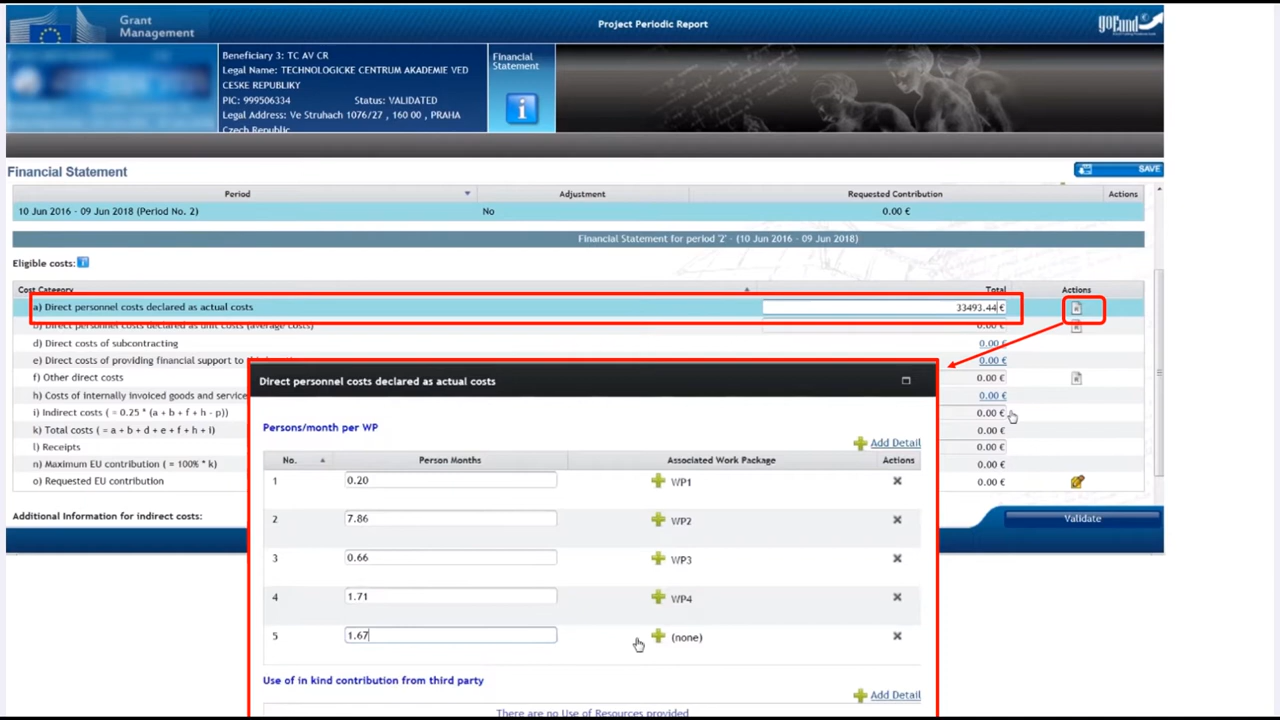 Grant
Management
Project Periodic Report
goFund
Beneficiary 3: TC AV CR
Legal Name: TECHNOLOGICKE CENTRUM AKADEMIE VED
CESKE REPUBLIKY
PIC: 999506334 Status: VALIDATED
Legal Address: Ve Struhach 1076/27 , 160 00 , PRAHA
Czech Republic
Financial
Statement
Financial Statement
SAVE
Period Adjustment Requested Contribution Actions
10 Jun 2016 - 09 Jun 2018 (Period No. 2) No 0.00 €
Financial Statement for period '2' - (10 Jun 2016 - 09 Jun 2018)
Eligible costs:
Cost Category Total Actions
a) Direct personnel costs declared as actual costs 33493.44 €
b) Direct personnel costs declared as unit costs (average costs) 0.00 €
d) Direct costs of subcontracting 0.00 €
e) Direct costs of providing financial support to 0.00 €
f) Other direct costs 0.00 €
h) Costs of internally invoiced goods and service 0.00 €
i) Indirect costs ( = 0.25 * (a + b + f + h - p)) 0.00 €
k) Total costs ( = a + b + d + e + f + h + i) 0.00 €
l) Receipts 0.00 €
n) Maximum EU contribution ( = 100% * k) 0.00 €
o) Requested EU contribution 0.00 €
Additional Information for indirect costs:
Validate
Direct personnel costs declared as actual costs
Persons/month per WP
Add Detail
No. Person Months Associated Work Package Actions
1 0.20 WP1
2 7.86 WP2
3 0.66 WP3
4 1.71 WP4
5 1.67 (none)
Use of in kind contribution from third party
Add Detail
There are no Use of Resources provided